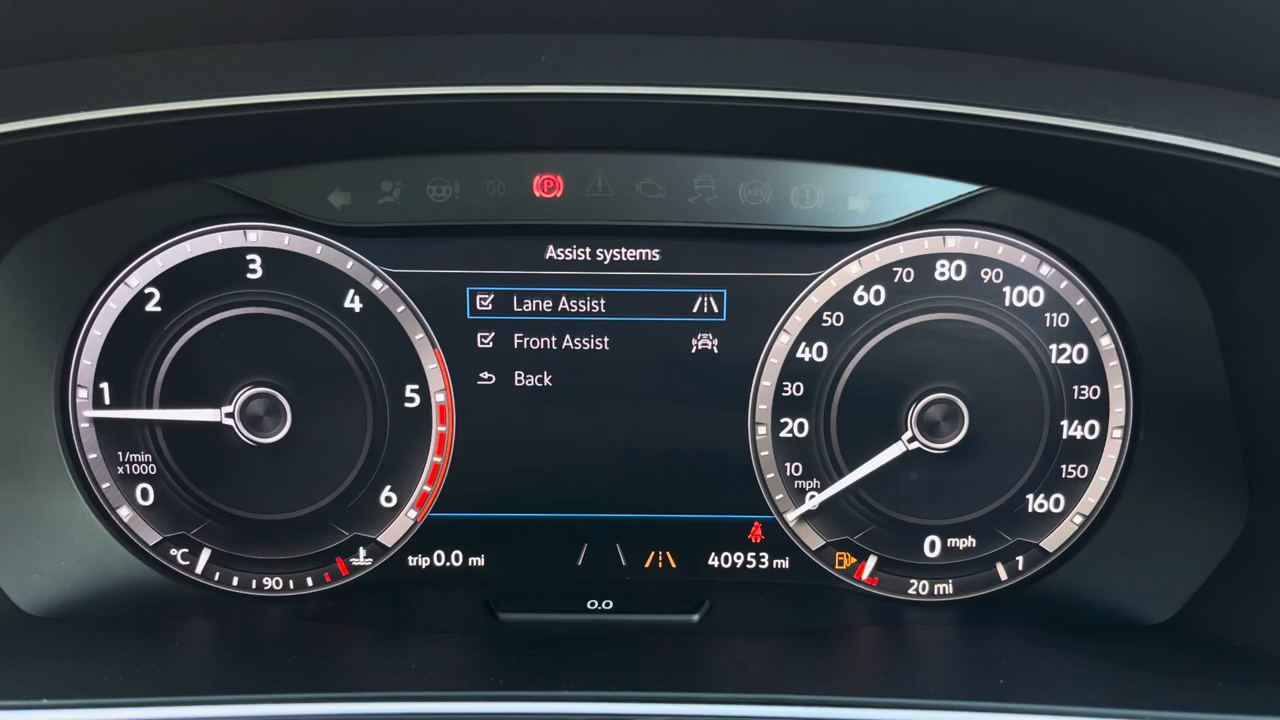 P
ABS
Assist systems
Lane Assist
Front Assist
Back
0
1
2
3
4
5
6
1/min
x1000
°C
90
trip 0.0 mi
40953 mi
0.0
0
10
20
30
40
50
60
70
80
90
100
110
120
130
140
150
160
mph
0 mph
20 mi
1